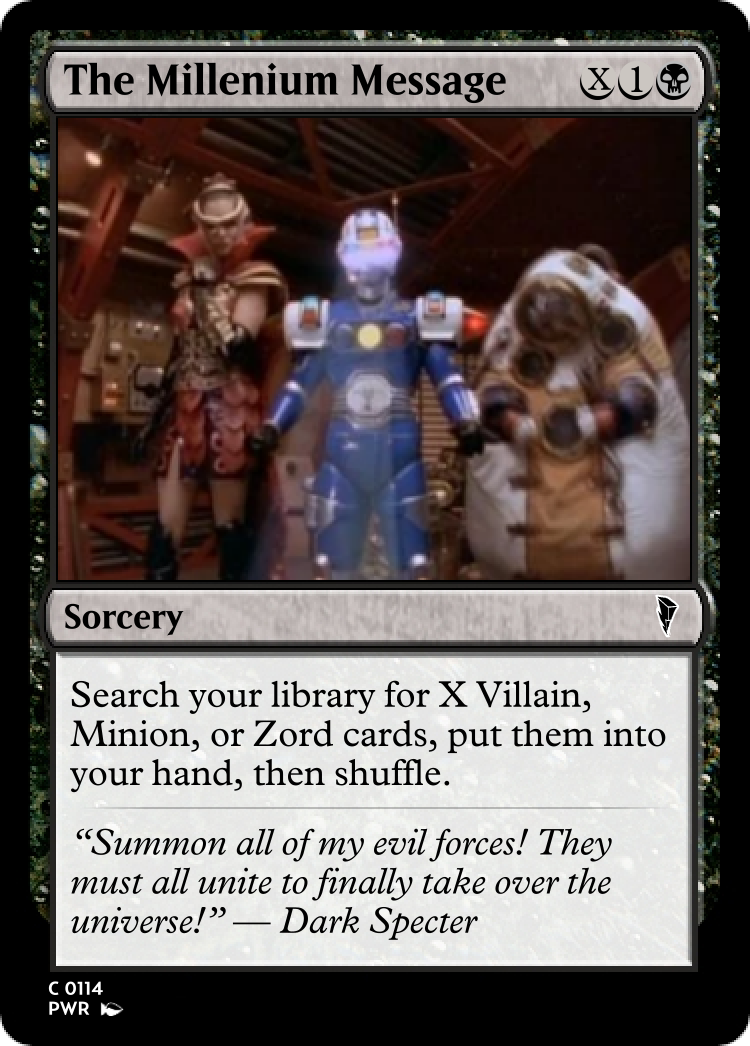 The Millenium Message X1
Sorcery
Search your library for X Villain,
Minion, or Zord cards, put them into
your hand, then shuffle.
“Summon all of my evil forces! They
must all unite to finally take over the
universe!” — Dark Specter
C 0114
PWR